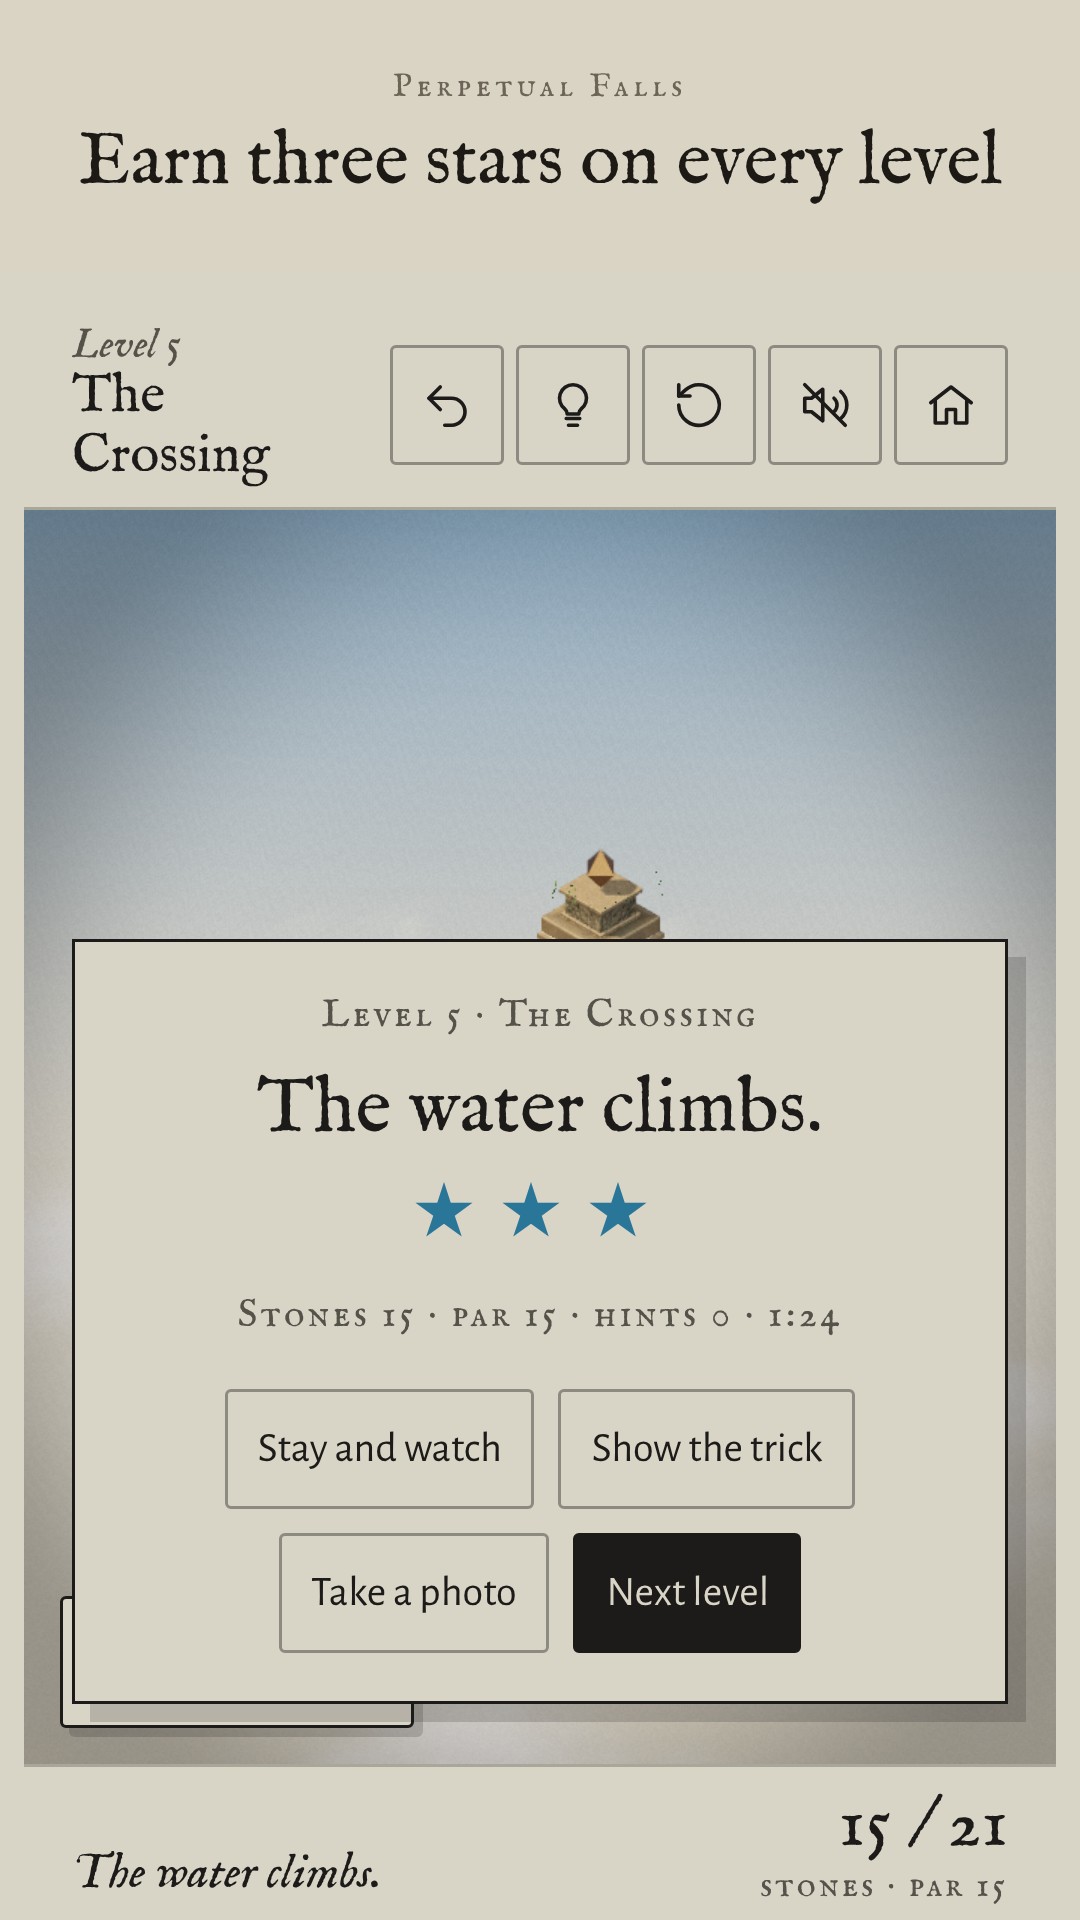 Perpetual Falls
Earn three stars on every level
Level 5
The
Crossing
Level 5 · The Crossing
The water climbs.
Stones 15 · par 15 · hints 0 · 1:24
Stay and watch
Show the trick
Take a photo
Next level
The water climbs.
15 / 21
stones · par 15